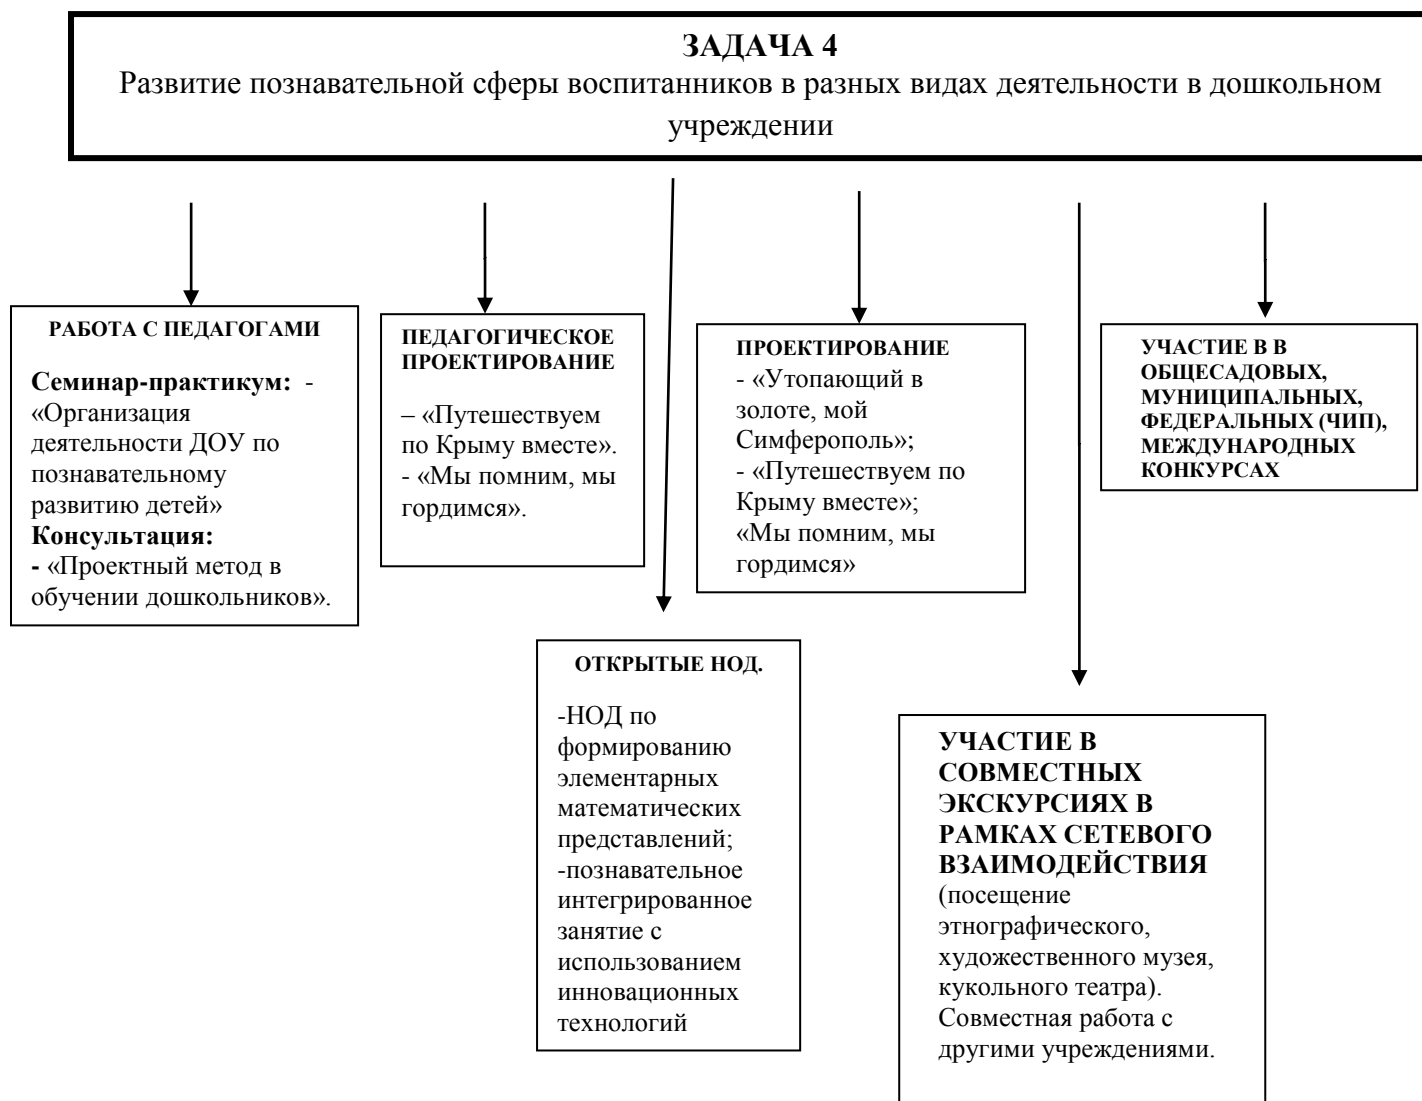 ЗАДАЧА 4
Развитие познавательной сферы воспитанников в разных видах деятельности в дошкольном
учреждении
РАБОТА С ПЕДАГОГАМИ
Семинар-практикум: -
«Организация
деятельности ДОУ по
познавательному
развитию детей»
Консультация:
- «Проектный метод в
обучении дошкольников».
ПЕДАГОГИЧЕСКОЕ
ПРОЕКТИРОВАНИЕ
– «Путешествуем
по Крыму вместе».
- «Мы помним, мы
гордимся».
ПРОЕКТИРОВАНИЕ
- «Утопающий в
золоте, мой
Симферополь»;
- «Путешествуем по
Крыму вместе»;
«Мы помним, мы
гордимся»
УЧАСТИЕ В В
ОБЩЕСАДОВЫХ,
МУНИЦИПАЛЬНЫХ,
ФЕДЕРАЛЬНЫХ (ЧИП),
МЕЖДУНАРОДНЫХ
КОНКУРСАХ
ОТКРЫТЫЕ НОД.
-НОД по
формированию
элементарных
математических
представлений;
-познавательное
интегрированное
занятие с
использованием
инновационных
технологий
УЧАСТИЕ В
СОВМЕСТНЫХ
ЭКСКУРСИЯХ В
РАМКАХ СЕТЕВОГО
ВЗАИМОДЕЙСТВИЯ
(посещение
этнографического,
художественного музея,
кукольного театра).
Совместная работа с
другими учреждениями.